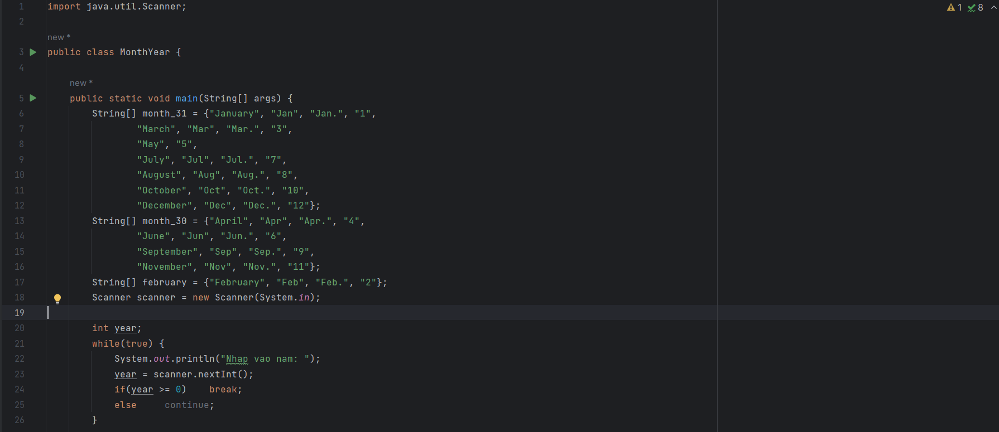 1 import java.util.Scanner;
1 8
2
new *
3 public class MonthYear {
4
new *
5 public static void main(String[] args) {
6 String[] month_31 = {"January", "Jan", "Jan.", "1",
7 "March", "Mar", "Mar.", "3",
8 "May", "5",
9 "July", "Jul", "Jul.", "7",
10 "August", "Aug", "Aug.", "8",
11 "October", "Oct", "Oct.", "10",
12 "December", "Dec", "Dec.", "12"};
13 String[] month_30 = {"April", "Apr", "Apr.", "4",
14 "June", "Jun", "Jun.", "6",
15 "September", "Sep", "Sep.", "9",
16 "November", "Nov", "Nov.", "11"};
17 String[] february = {"February", "Feb", "Feb.", "2"};
18 Scanner scanner = new Scanner(System.in);
19
20 int year;
21 while(true) {
22 System.out.println("Nhap vao nam: ");
23 year = scanner.nextInt();
24 if(year >= 0) break;
25 else continue;
26 }